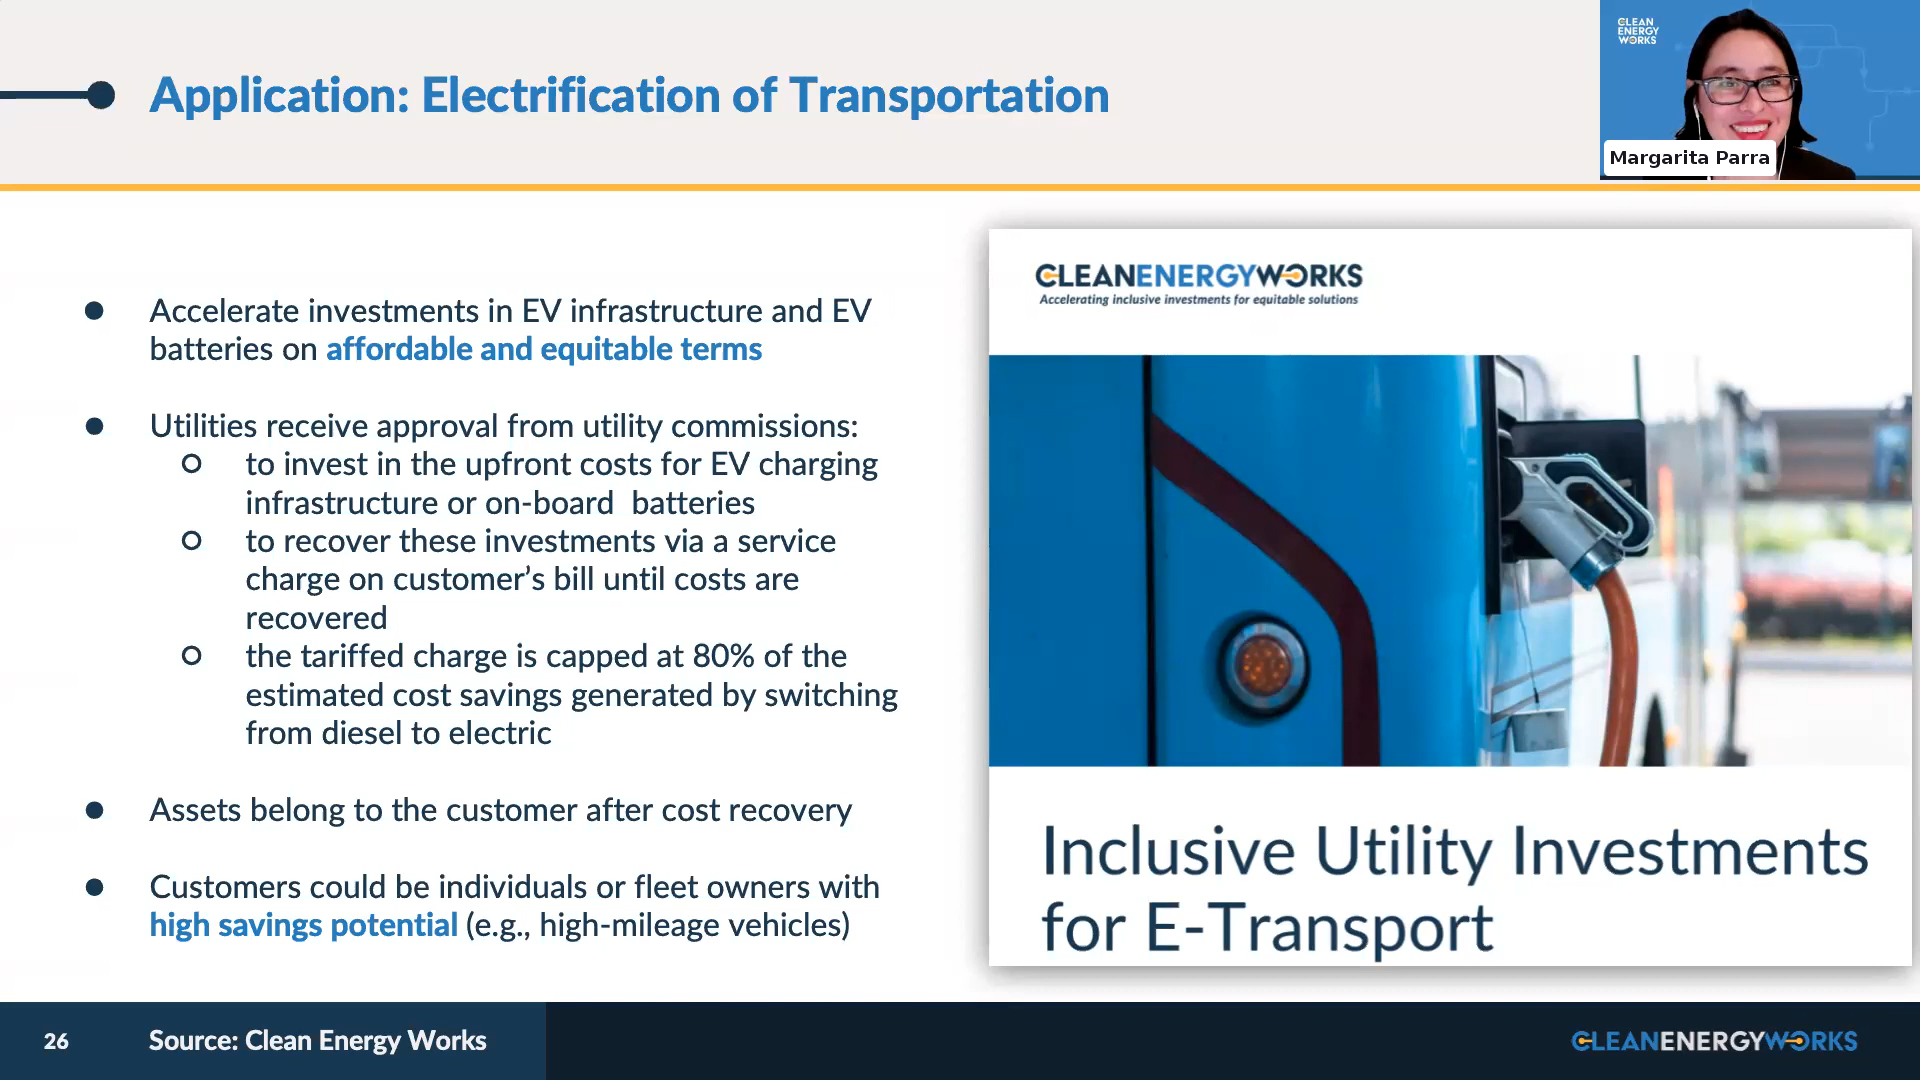 Application: Electrification of Transportation
CLEAN
ENERGY
WORKS
Margarita Parra
Accelerate investments in EV infrastructure and EV
batteries on affordable and equitable terms
Utilities receive approval from utility commissions:
to invest in the upfront costs for EV charging
infrastructure or on-board batteries
to recover these investments via a service
charge on customer’s bill until costs are
recovered
the tariffed charge is capped at 80% of the
estimated cost savings generated by switching
from diesel to electric
Assets belong to the customer after cost recovery
Customers could be individuals or fleet owners with
high savings potential (e.g., high-mileage vehicles)
CLEANENERGYWORKS
Accelerating inclusive investments for equitable solutions
Inclusive Utility Investments
for E-Transport
26
Source: Clean Energy Works
CLEANENERGYWORKS